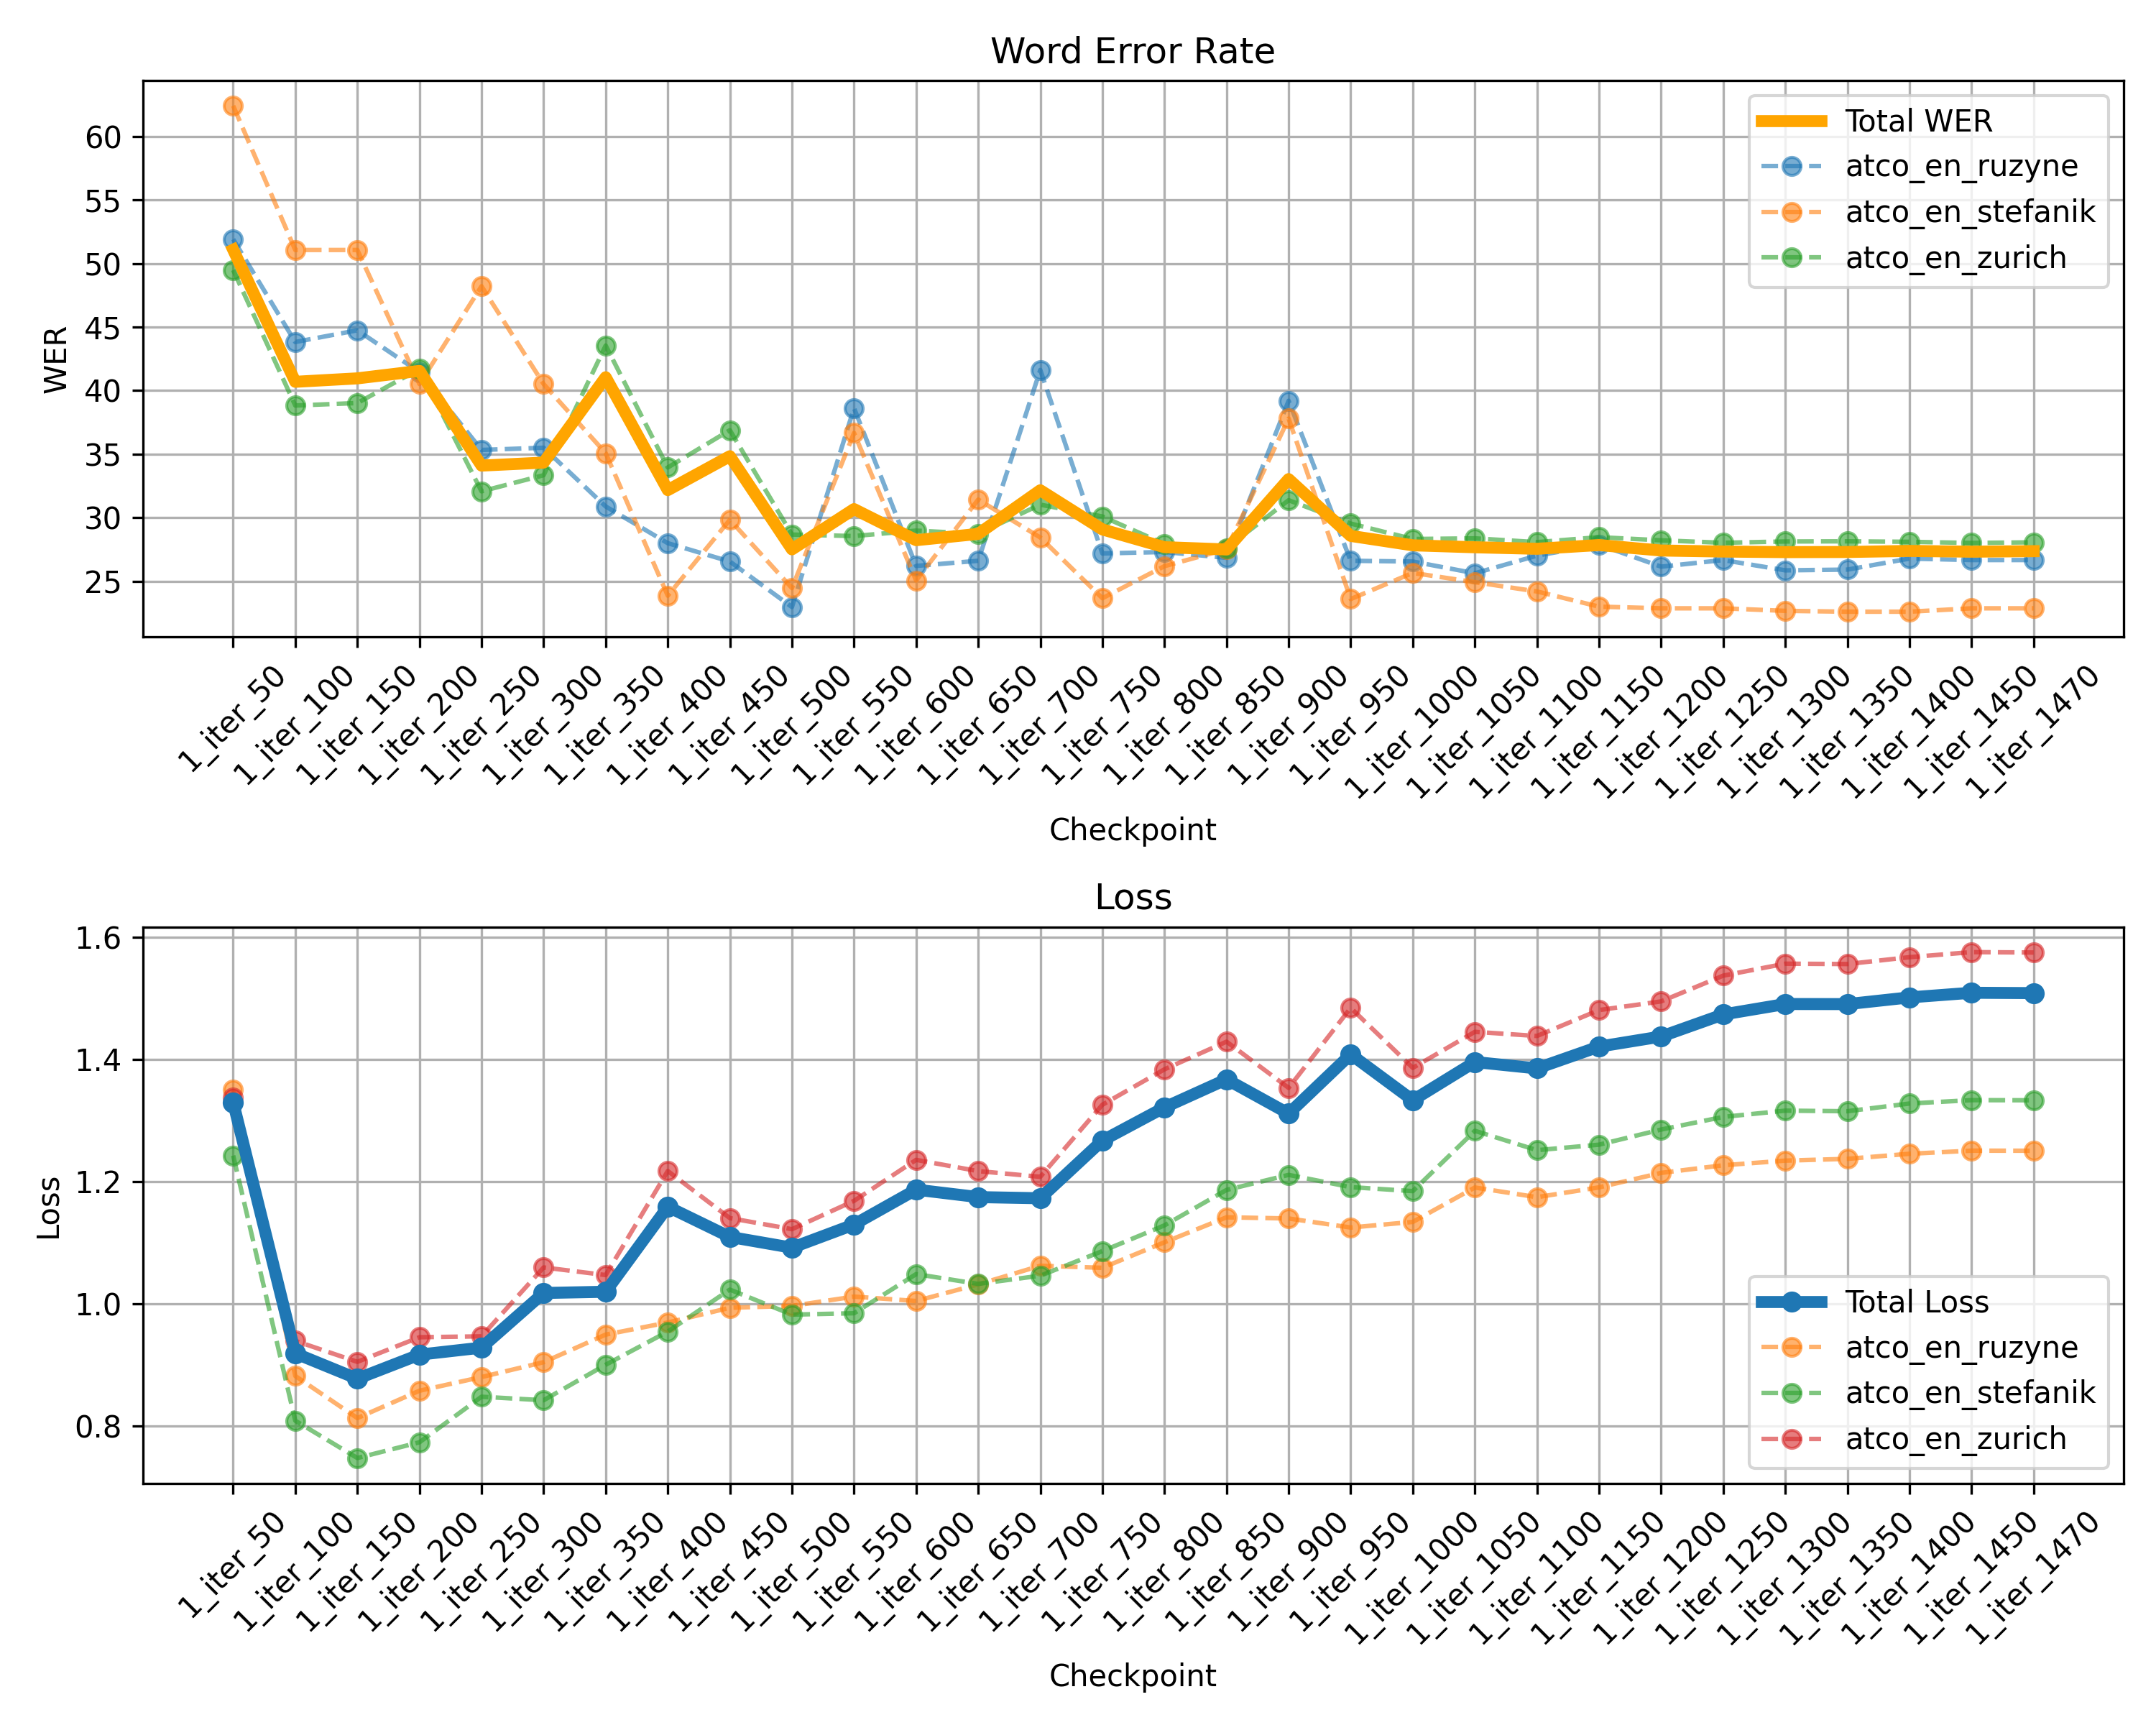 Word Error Rate
WER
60
55
50
45
40
35
30
25
Total WER
atco_en_ruzyne
atco_en_stefanik
atco_en_zurich
1_iter_50
1_iter_100
1_iter_150
1_iter_200
1_iter_250
1_iter_300
1_iter_350
1_iter_400
1_iter_450
1_iter_500
1_iter_550
1_iter_600
1_iter_650
1_iter_700
1_iter_750
1_iter_800
1_iter_850
1_iter_900
1_iter_950
1_iter_1000
1_iter_1050
1_iter_1100
1_iter_1150
1_iter_1200
1_iter_1250
1_iter_1300
1_iter_1350
1_iter_1400
1_iter_1450
1_iter_1470
Checkpoint
Loss
Loss
1.6
1.4
1.2
1.0
0.8
Total Loss
atco_en_ruzyne
atco_en_stefanik
atco_en_zurich
1_iter_50
1_iter_100
1_iter_150
1_iter_200
1_iter_250
1_iter_300
1_iter_350
1_iter_400
1_iter_450
1_iter_500
1_iter_550
1_iter_600
1_iter_650
1_iter_700
1_iter_750
1_iter_800
1_iter_850
1_iter_900
1_iter_950
1_iter_1000
1_iter_1050
1_iter_1100
1_iter_1150
1_iter_1200
1_iter_1250
1_iter_1300
1_iter_1350
1_iter_1400
1_iter_1450
1_iter_1470
Checkpoint